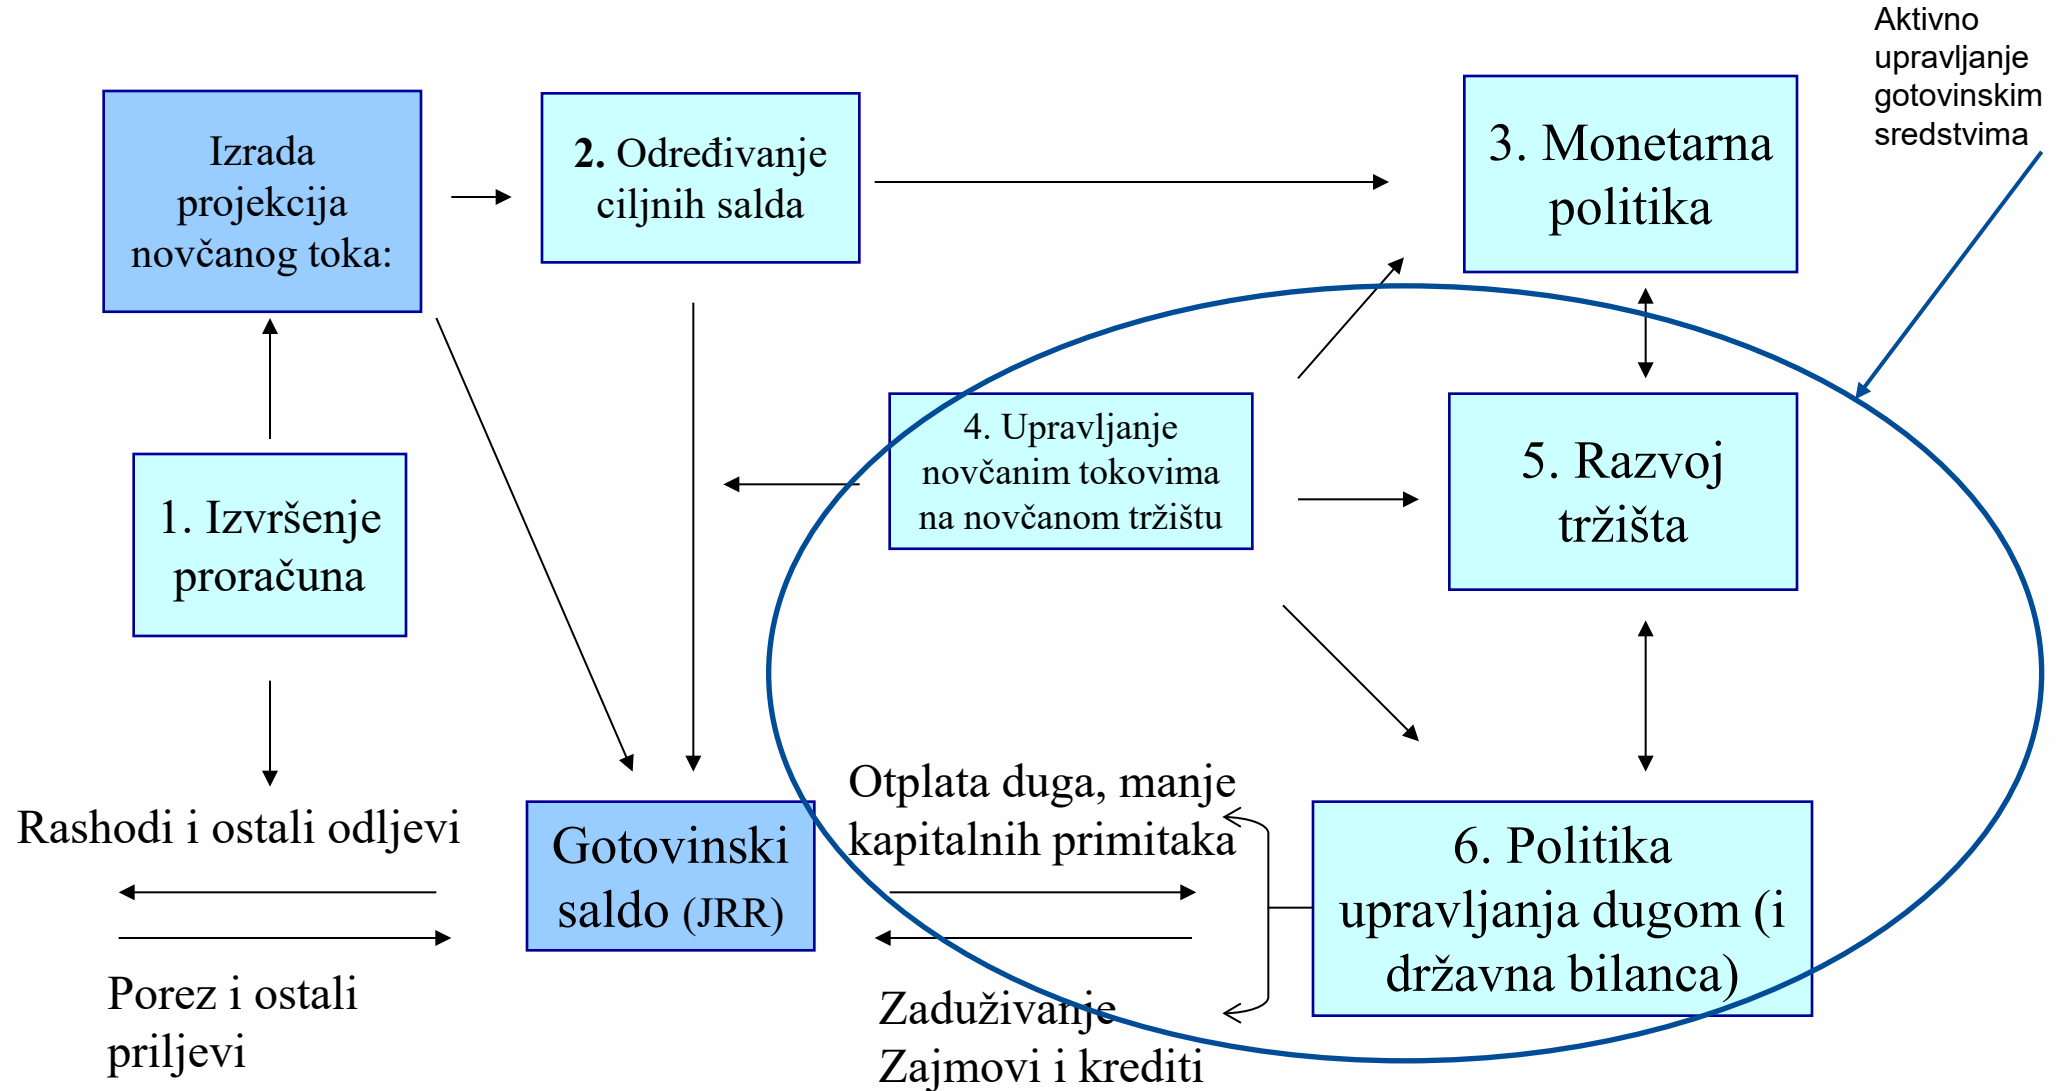 Aktivno
upravljanje
gotovinskim
sredstvima
Izrada
projekcija
novčanog toka:
2. Određivanje
ciljnih salda
3. Monetarna
politika
1. Izvršenje
proračuna
4. Upravljanje
novčanim tokovima
na novčanom tržištu
5. Razvoj
tržišta
Rashodi i ostali odljevi
Porez i ostali
priljevi
Gotovinski
saldo (JRR)
Otplata duga, manje
kapitalnih primitaka
Zaduživanje
Zajmovi i krediti
6. Politika
upravljanja dugom (i
državna bilanca)